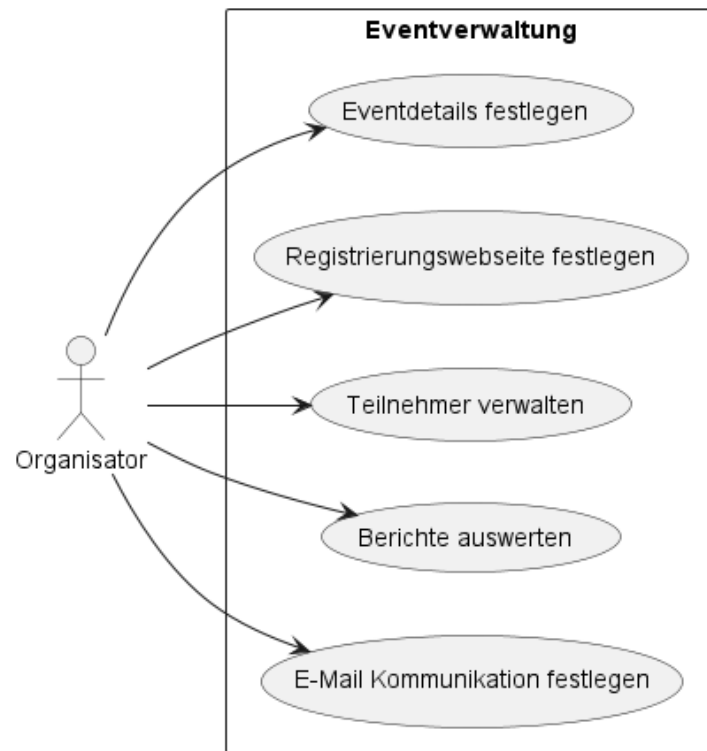 Eventverwaltung
Eventdetails festlegen
Registrierungswebseite festlegen
Teilnehmer verwalten
Organisator
Berichte auswerten
E-Mail Kommunikation festlegen